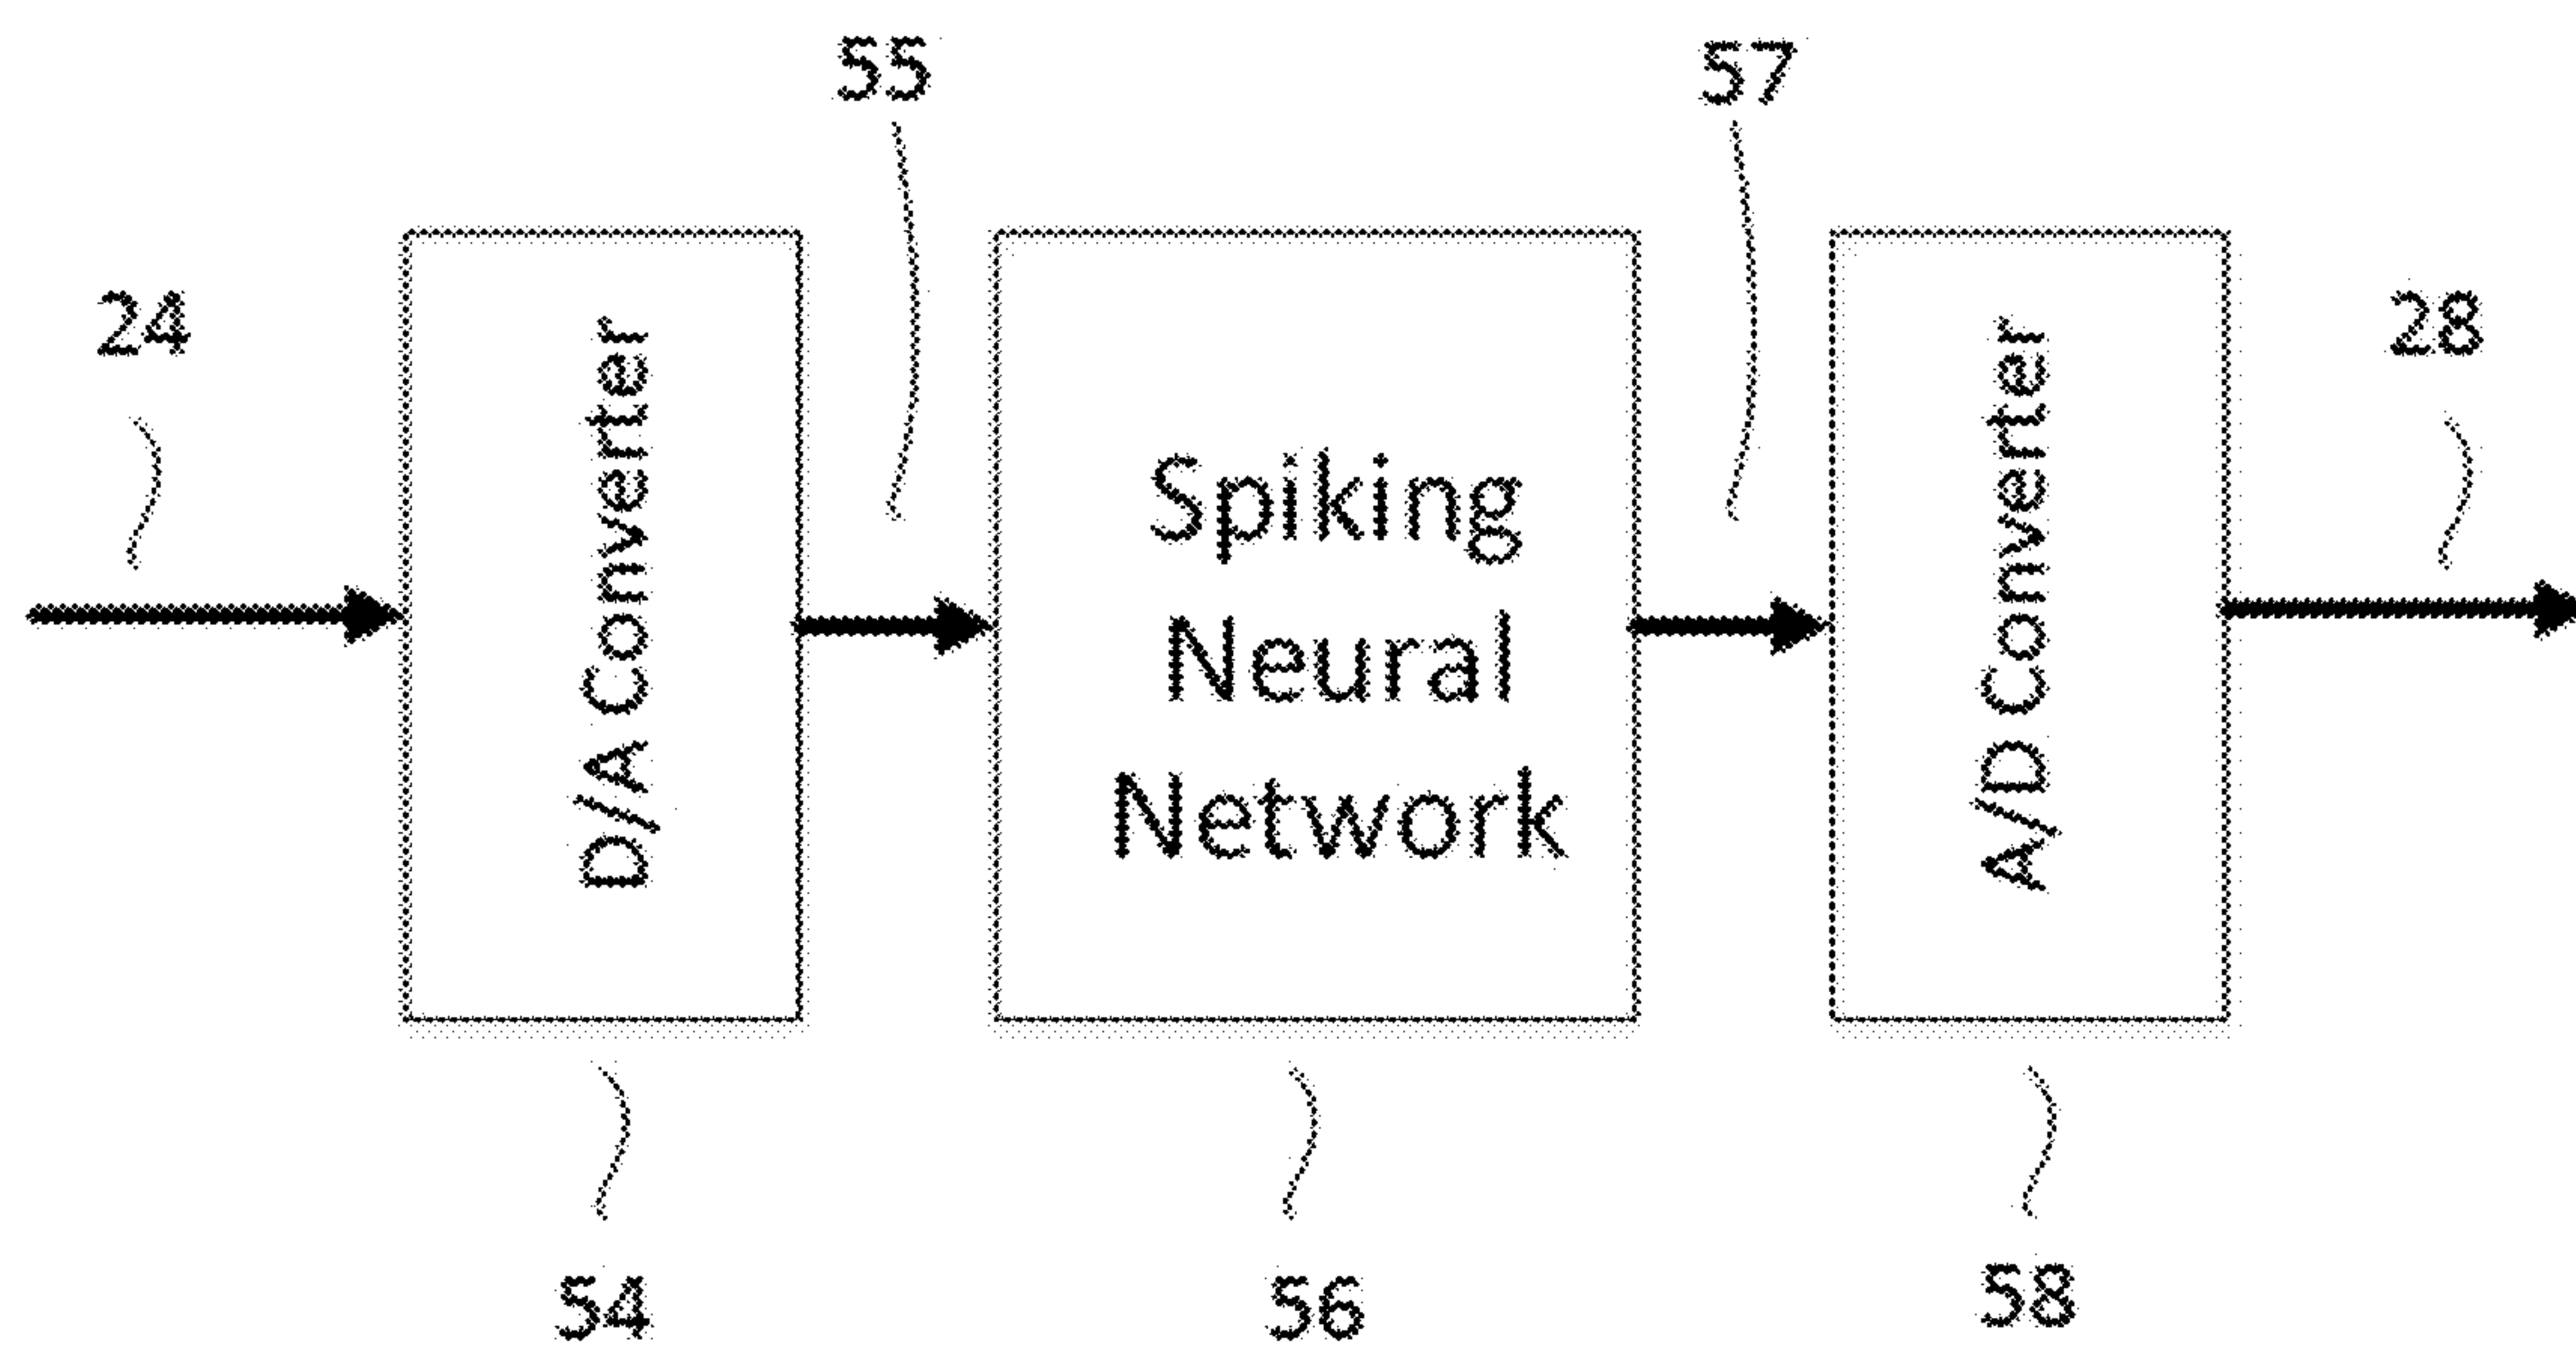 55
57
24
28
D/A Converter
Spiking
Neural
Network
A/D Converter
54
56
58